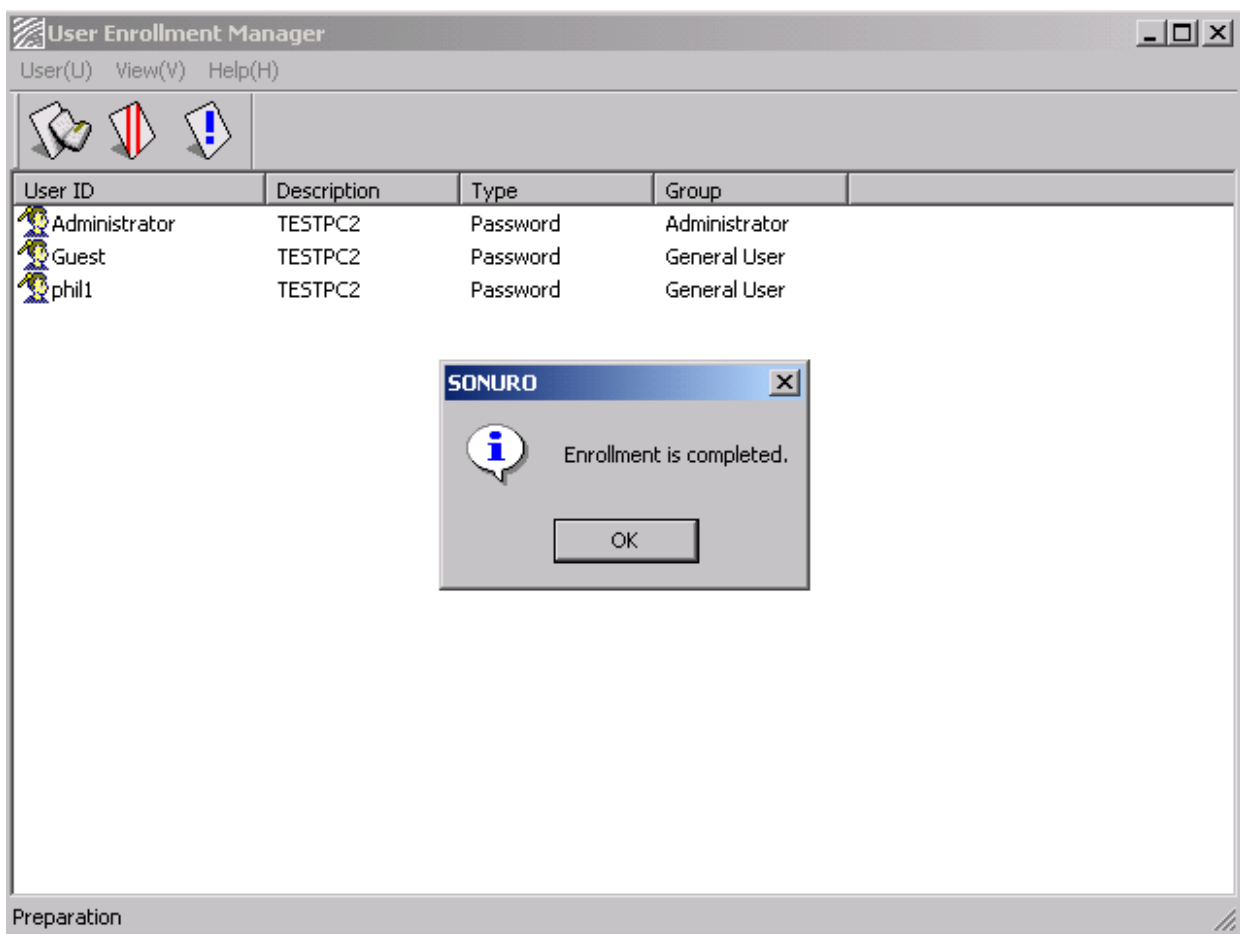 User Enrollment Manager
User(U) View(V) Help(H)
User ID Description Type Group
Administrator TESTPC2 Password Administrator
Guest TESTPC2 Password General User
phil1 TESTPC2 Password General User
SONURO
Enrollment is completed.
OK
Preparation